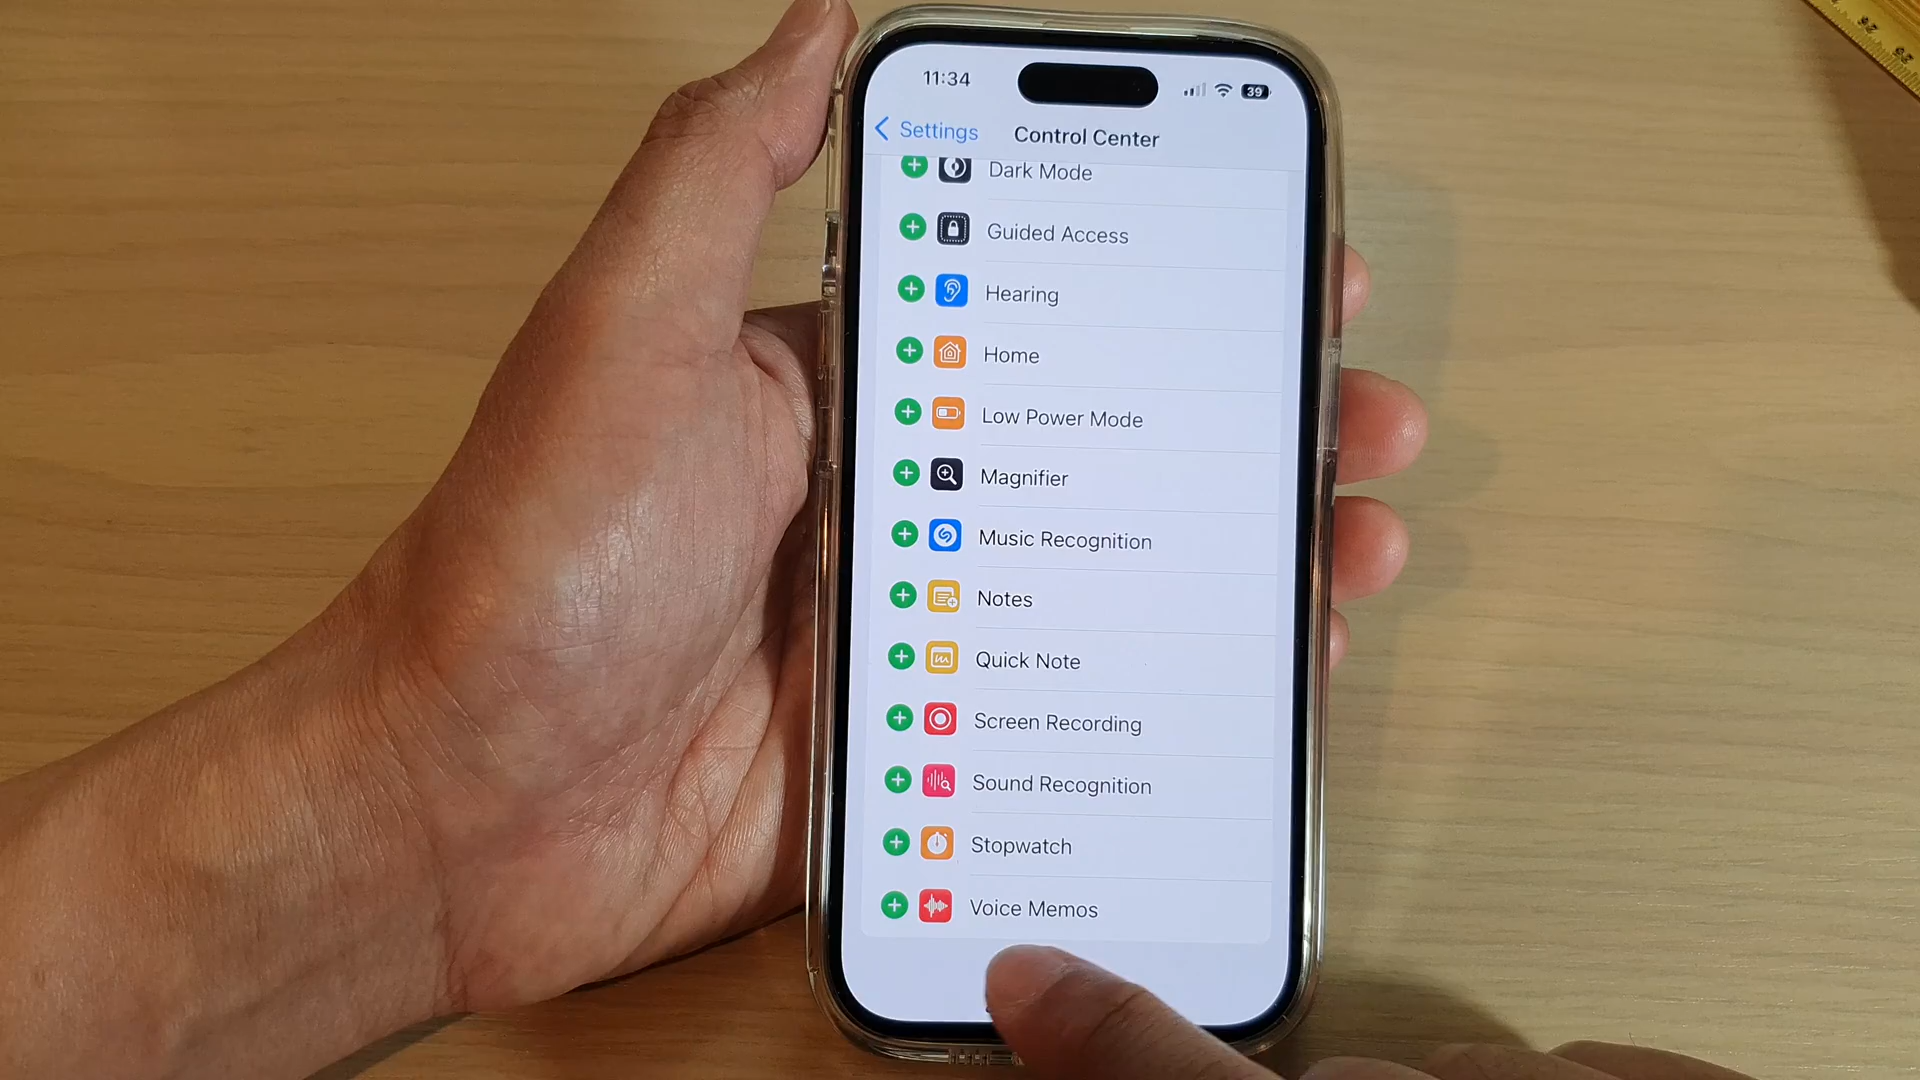 11:34
39
Settings
Control Center
Dark Mode
Guided Access
Hearing
Home
Low Power Mode
Magnifier
Music Recognition
Notes
Quick Note
Screen Recording
Sound Recognition
Stopwatch
Voice Memos